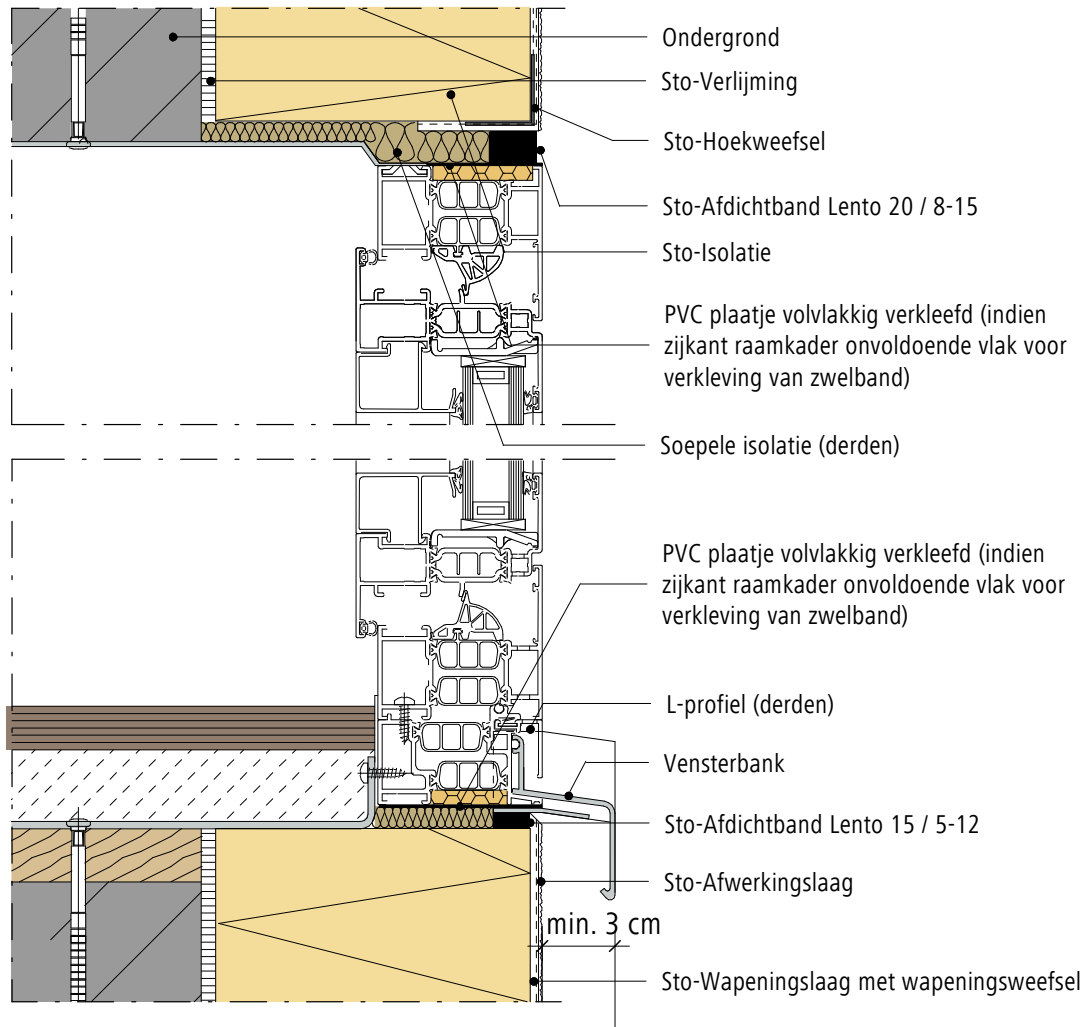 Ondergrond
Sto-Verlijming
Sto-Hoekweefsel
Sto-Afdichtband Lento 20 / 8-15
Sto-Isolatie
PVC plaatje volvlakkig verkleefd (indien
zijkant raamkader onvoldoende vlak voor
verkleving van zwelband)
Soepele isolatie (derden)
PVC plaatje volvlakkig verkleefd (indien
zijkant raamkader onvoldoende vlak voor
verkleving van zwelband)
L-profiel (derden)
Vensterbank
Sto-Afdichtband Lento 15 / 5-12
Sto-Afwerkingslaag
min. 3 cm
Sto-Wapeningslaag met wapeningsweefsel